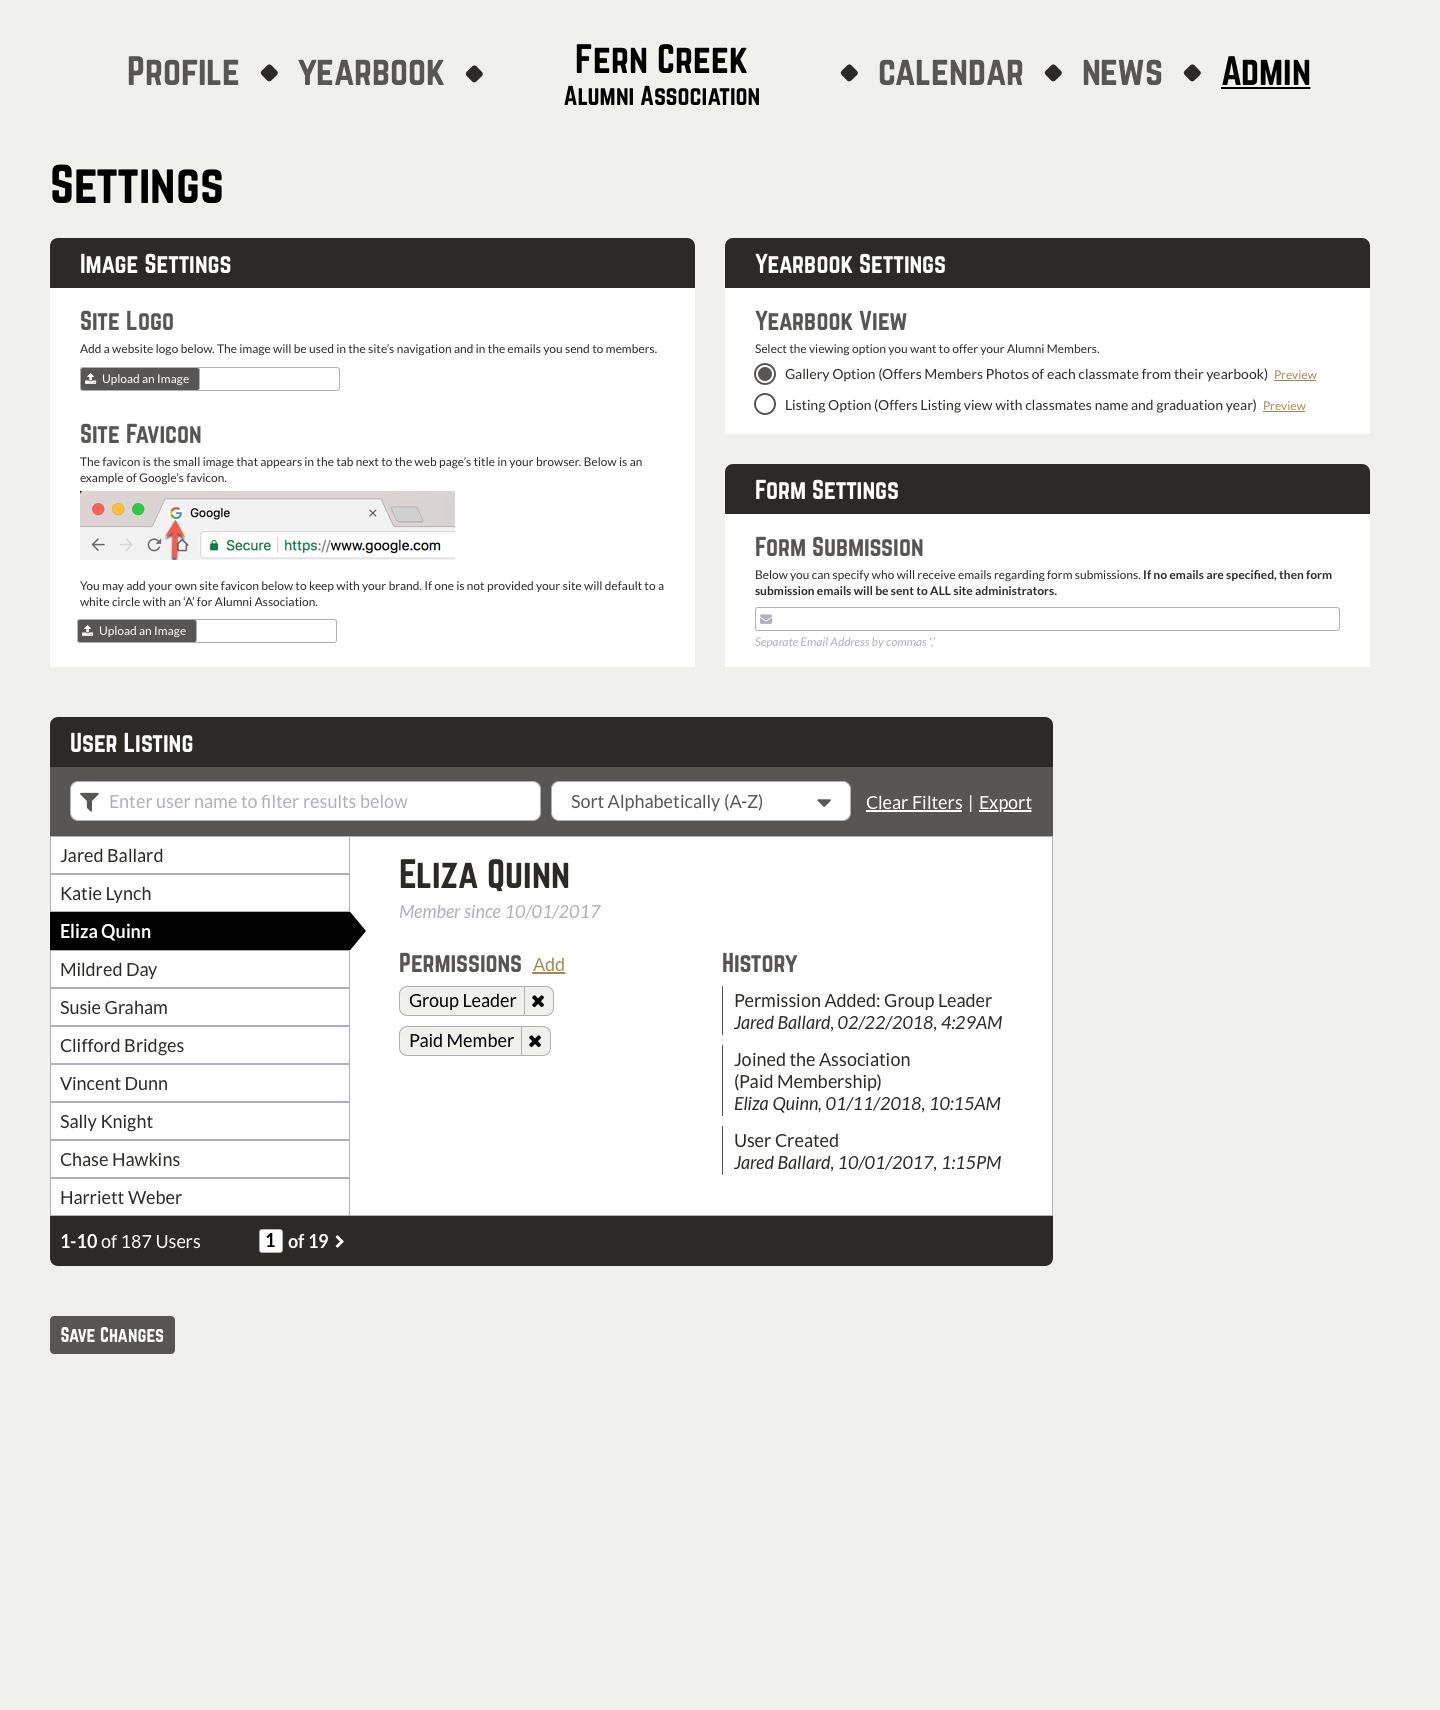 Profile
Yearbook
Fern Creek
Alumni Association
Calendar
News
Admin
Settings
Image Settings
Site Logo
Add a website logo below. The image will be used in the site's navigation and in the emails you send to members.
Upload an Image
Site Favicon
The favicon is the small image that appears in the tab next to the web page's title in your browser. Below is an
example of Google's favicon.
Google
Secure
https://www.google.com
You may add your own site favicon below to keep with your brand. If one is not provided your site will default to a
white circle with an 'A' for Alumni Association.
Upload an Image
Yearbook Settings
Yearbook View
Select the viewing option you want to offer your Alumni Members.
Gallery Option (Offers Members Photos of each classmate from their yearbook) Preview
Listing Option (Offers Listing view with classmates name and graduation year) Preview
Form Settings
Form Submission
Below you can specify who will receive emails regarding form submissions. If no emails are specified, then form
submission emails will be sent to ALL site administrators.
Separate Email Address by commas ','
User Listing
Enter user name to filter results below
Sort Alphabetically (A-Z)
Clear Filters | Export
Jared Ballard
Katie Lynch
Eliza Quinn
Mildred Day
Susie Graham
Clifford Bridges
Vincent Dunn
Sally Knight
Chase Hawkins
Harriett Weber
Eliza Quinn
Member since 10/01/2017
Permissions Add
Group Leader
Paid Member
History
Permission Added: Group Leader
Jared Ballard, 02/22/2018, 4:29AM
Joined the Association
(Paid Membership)
Eliza Quinn, 01/11/2018, 10:15AM
User Created
Jared Ballard, 10/01/2017, 1:15PM
1-10 of 187 Users
1 of 19
Save Changes